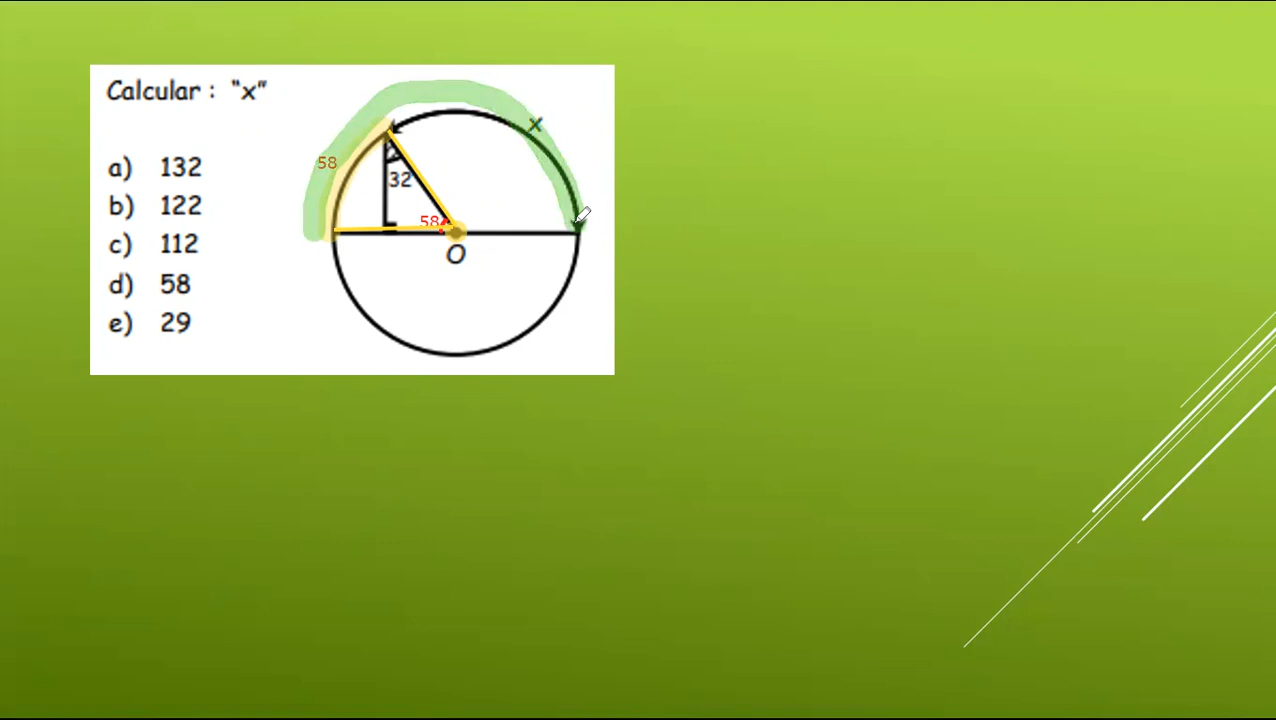 Calcular : "x"
a) 132
b) 122
c) 112
d) 58
e) 29
x
58
32
58
O